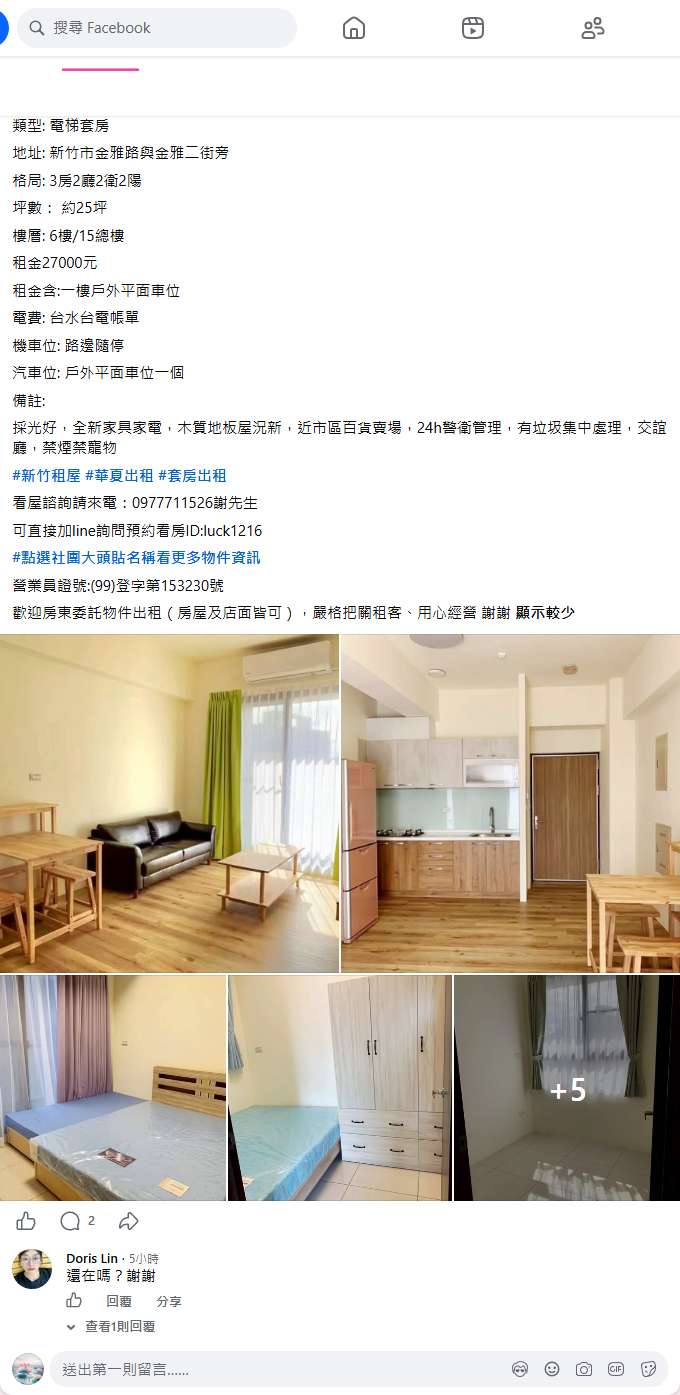 搜尋 Facebook
類型: 電梯套房
地址: 新竹市金雅路與金雅二街旁
格局: 3房2廳2衛2陽
坪數： 約25坪
樓層: 6樓/15總樓
租金27000元
租金含:一樓戶外平面車位
電費: 台水台電帳單
機車位: 路邊隨停
汽車位: 戶外平面車位一個
備註:
採光好，全新家具家電，木質地板屋況新，近市區百貨賣場，24h警衛管理，有垃圾集中處理，交誼
廳，禁煙禁寵物
#新竹租屋 #華夏出租 #套房出租
看屋諮詢請來電：0977711526謝先生
可直接加line詢問預約看房ID:luck1216
#點選社團大頭貼名稱看更多物件資訊
營業員證號:(99)登字第153230號
歡迎房東委託物件出租（房屋及店面皆可），嚴格把關租客、用心經營 謝謝 顯示較少
+5
2
Doris Lin · 5小時
還在嗎？謝謝
回覆 分享
查看1則回覆
送出第一則留言......
GIF